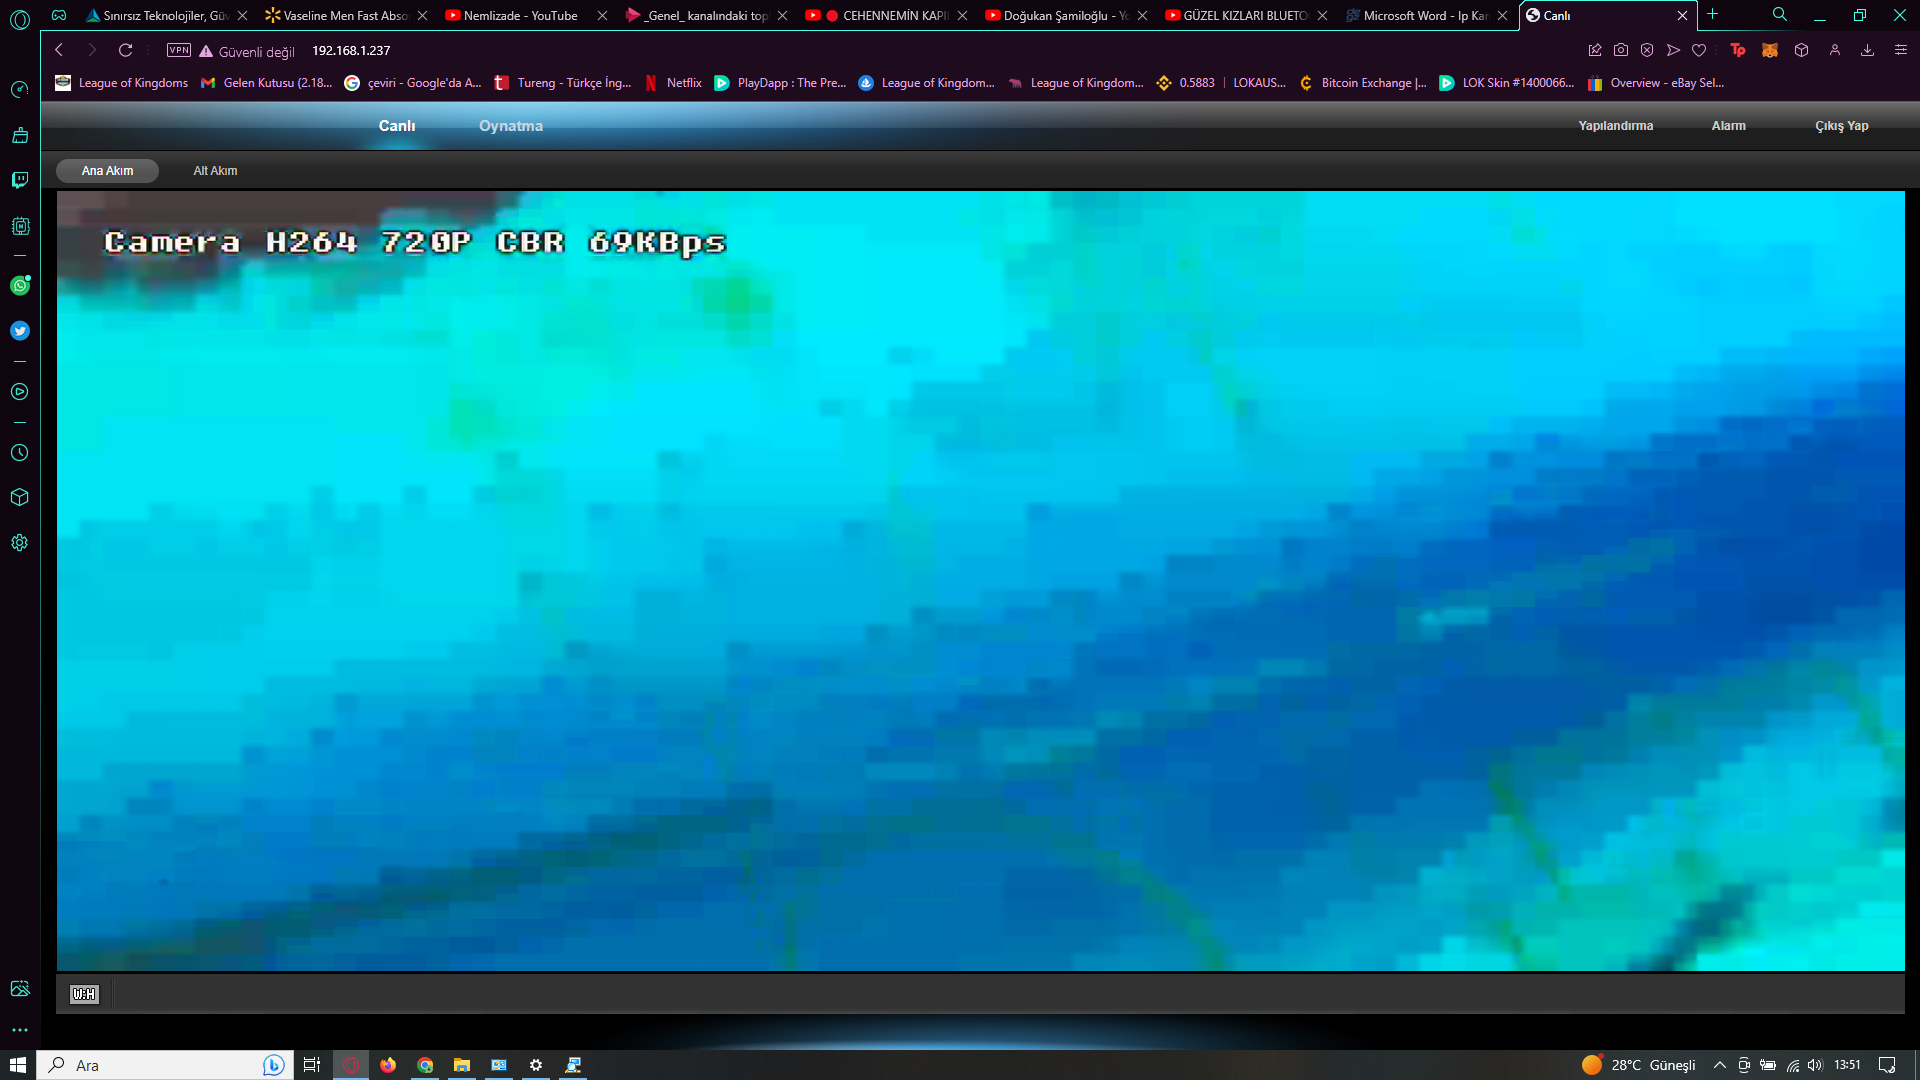 Sınırsız Teknolojiler, Gü
Vaseline Men Fast Abso
Nemlizade - YouTube
_Genel_ kanalındaki top
CEHENNEMİN KAPI
Doğukan Şamiloğlu - Yo
GÜZEL KIZLARI BLUETO
Microsoft Word - Ip Ka
Canlı
VPN
Güvenli değil
192.168.1.237
League of Kingdoms
Gelen Kutusu (2.18...
çeviri - Google'da A...
Tureng - Türkçe İng...
Netflix
PlayDapp : The Pre...
League of Kingdom...
League of Kingdom...
0.5883 | LOKAUS...
Bitcoin Exchange |...
LOK Skin #1400066...
Overview - eBay Sel...
Canlı
Oynatma
Yapılandırma
Alarm
Çıkış Yap
Ana Akım
Alt Akım
Camera H264 720P CBR 69KBps
W:H
Ara
28°C Güneşli
13:51